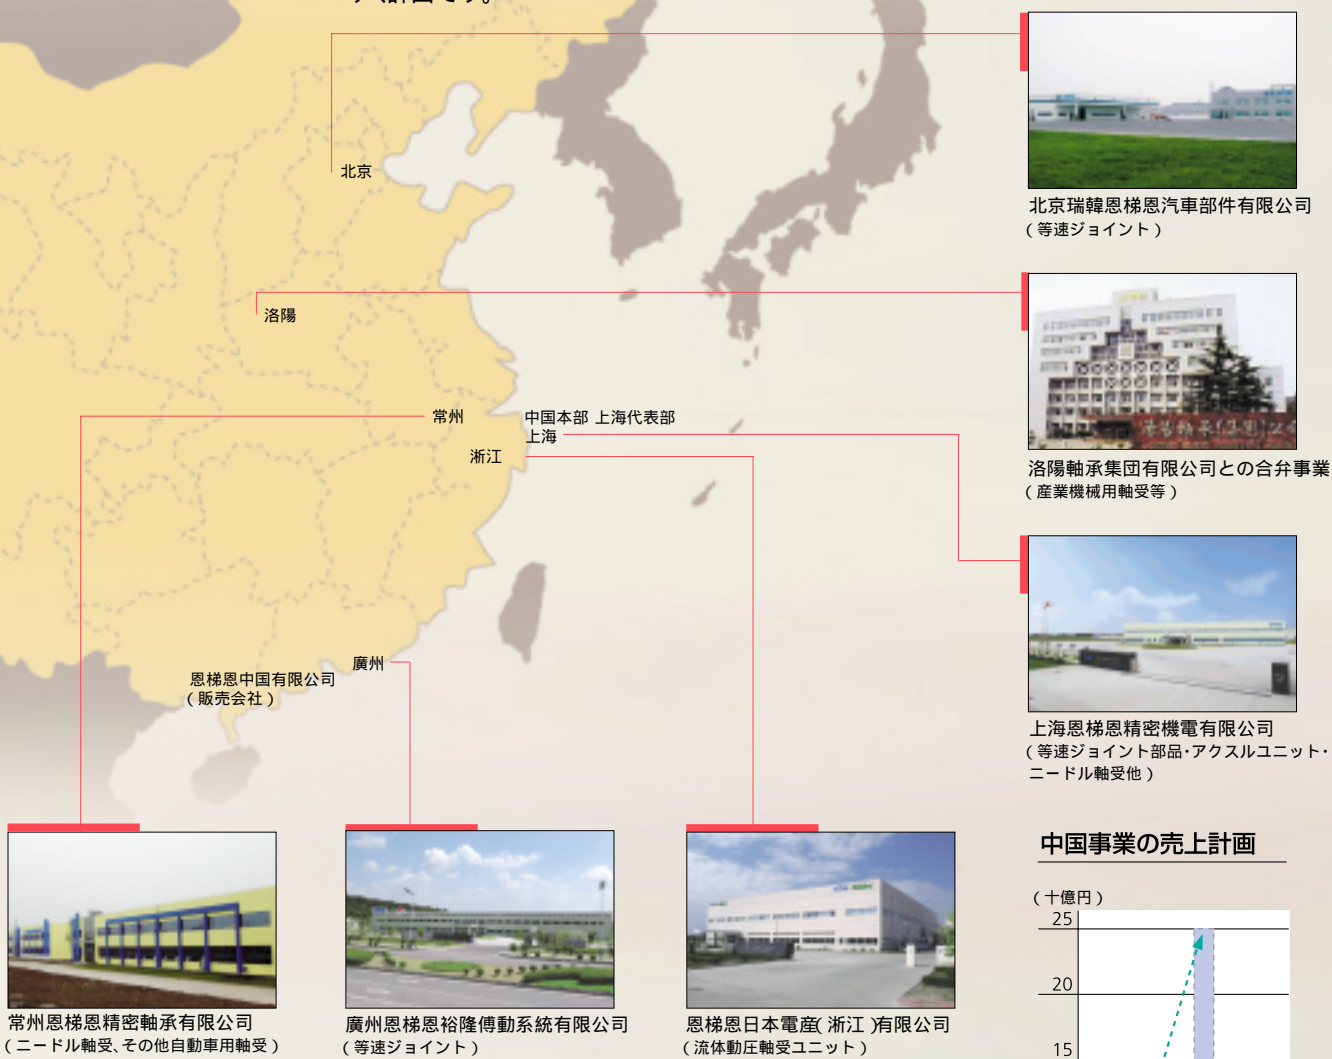 北京
北京瑞韓恩梯恩汽車部件有限公司
（等速ジョイント）
洛陽
洛陽軸承集団有限公司との合弁事業
（産業機械用軸受等）
常州
中国本部 上海代表部
上海
浙江
上海恩梯恩精密機電有限公司
（等速ジョイント部品・アクスルユニット・
ニードル軸受他）
廣州
恩梯恩中国有限公司
（販売会社）
常州恩梯恩精密軸承有限公司
（ニードル軸受、その他自動車用軸受）
廣州恩梯恩裕隆傳動系統有限公司
（等速ジョイント）
恩梯恩日本電産（浙江）有限公司
（流体動圧軸受ユニット）
中国事業の売上計画
（十億円）
25
20
15